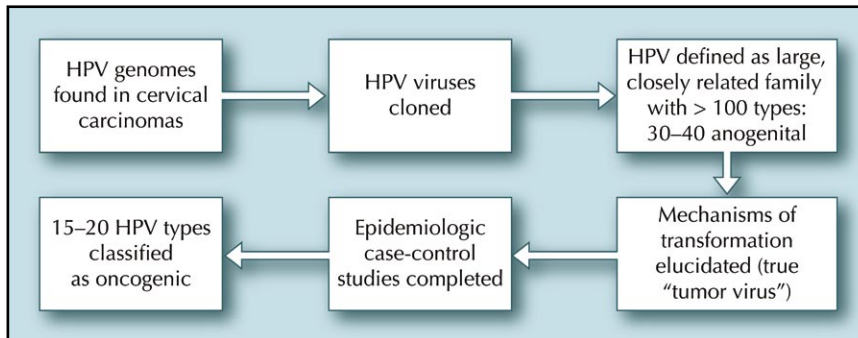 HPV genomes
found in cervical
carcinomas
HPV viruses
cloned
HPV defined as large,
closely related family
with > 100 types:
30–40 anogenital
Mechanisms of
transformation
elucidated (true
“tumor virus”)
Epidemiologic
case-control
studies completed
15–20 HPV types
classified
as oncogenic